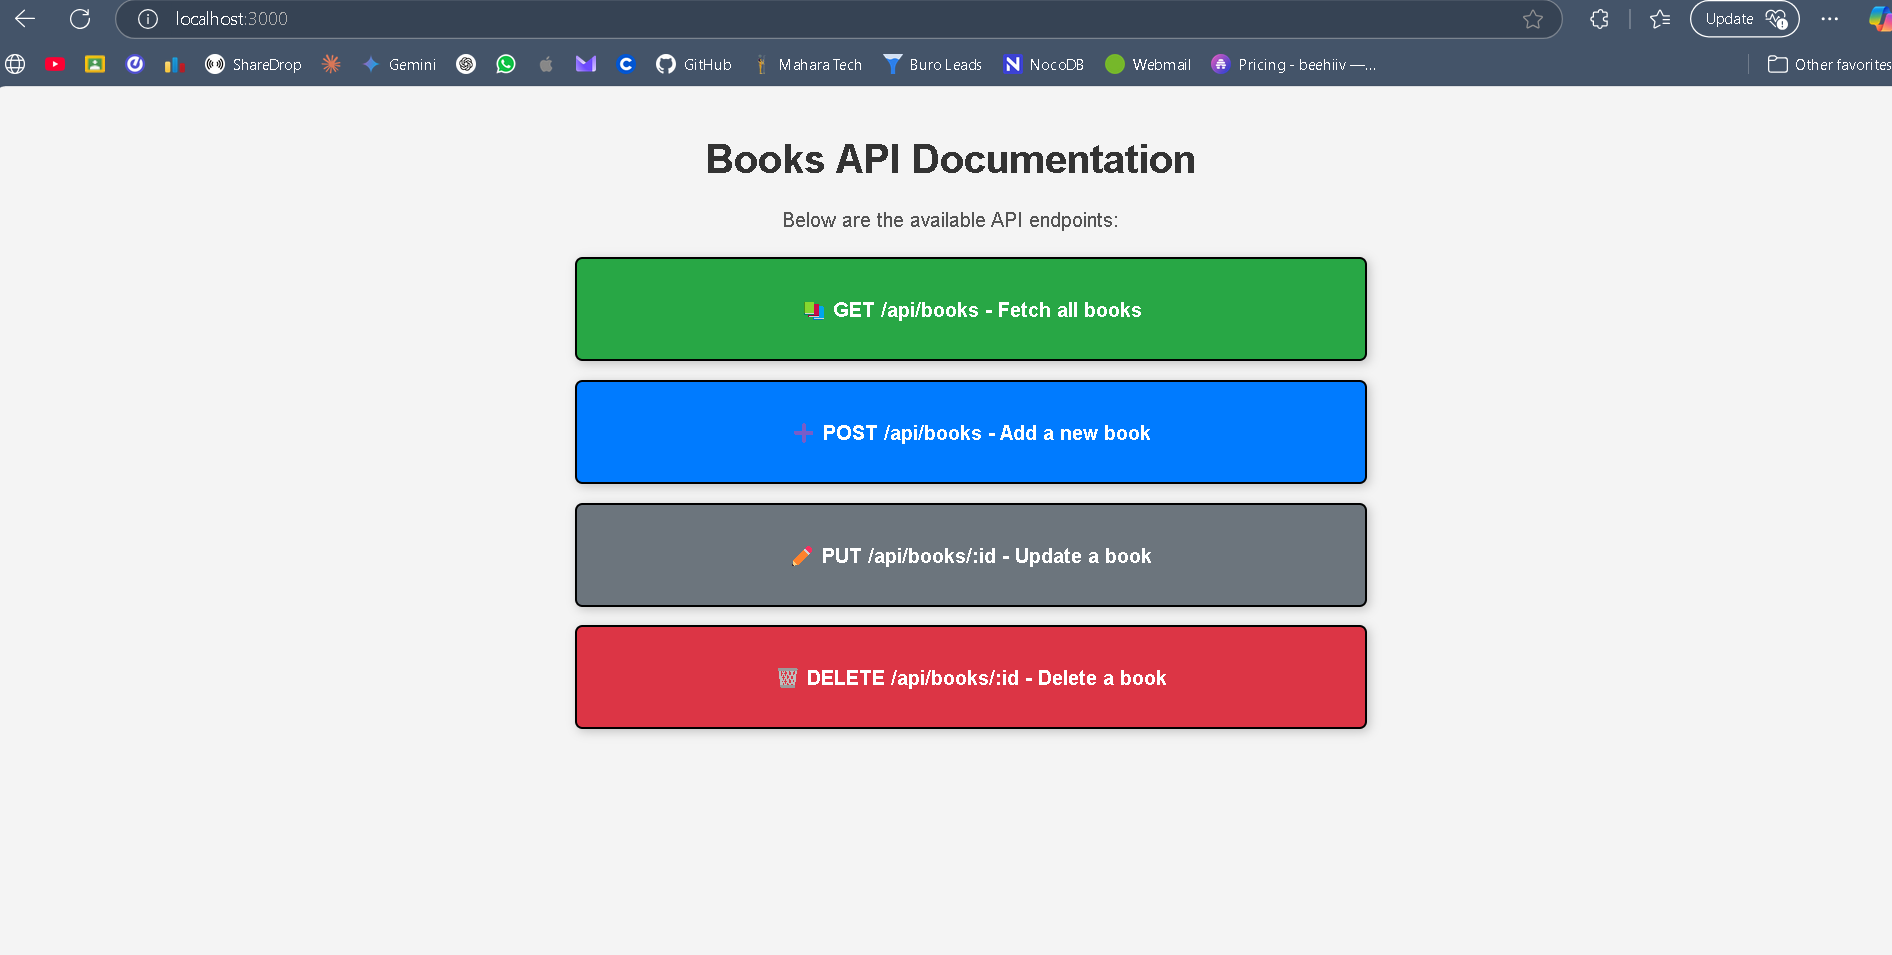 localhost:3000
Update
ShareDrop
Gemini
GitHub
Mahara Tech
Buro Leads
NocoDB
Webmail
Pricing - beehiiv —...
Other favorites
Books API Documentation
Below are the available API endpoints:
📚 GET /api/books - Fetch all books
➕ POST /api/books - Add a new book
✏️ PUT /api/books/:id - Update a book
🗑️ DELETE /api/books/:id - Delete a book